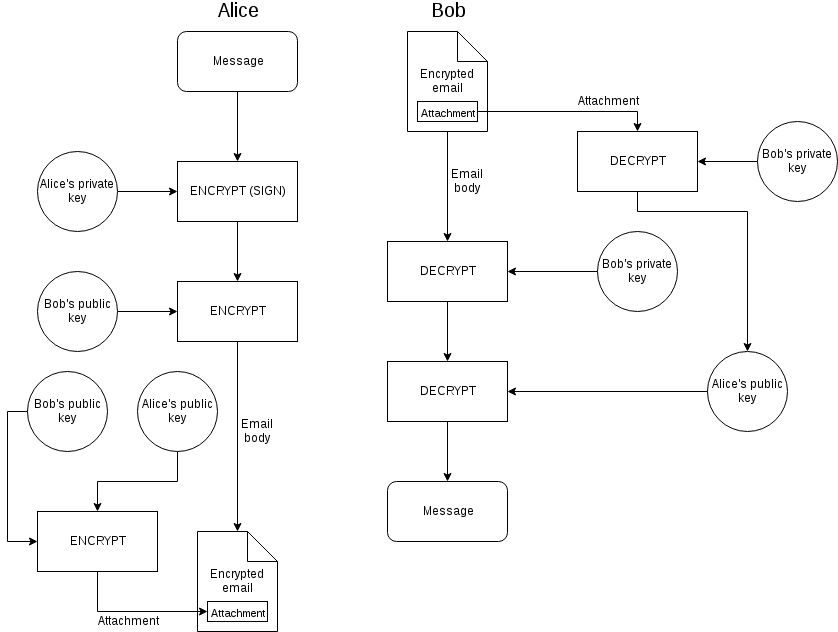 Alice
Message
Alice's private
key
ENCRYPT (SIGN)
Bob's public
key
ENCRYPT
Bob's public
key
Alice's public
key
Email
body
ENCRYPT
Attachment
Encrypted
email
Attachment
Bob
Encrypted
email
Attachment
Attachment
DECRYPT
Bob's private
key
Email
body
DECRYPT
Bob's private
key
DECRYPT
Alice's public
key
Message